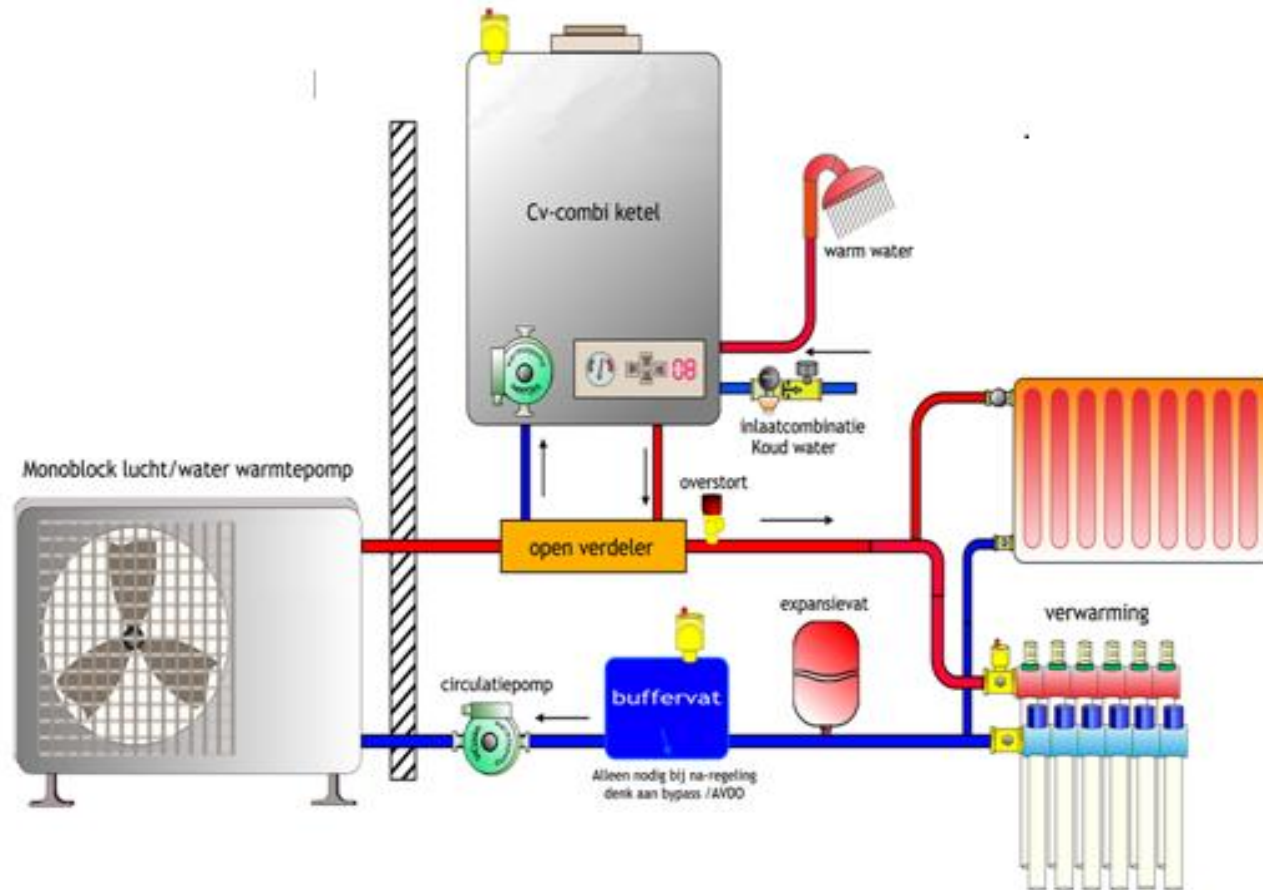 Cv-combi ketel
warm water
08
inlaatcombinatie
Koud water
Monoblock lucht/water warmtepomp
overstort
open verdeler
expansievat
verwarming
circulatiepomp
buffervat
Alleen nodig bij na-regeling
denk aan bypass /AVDO